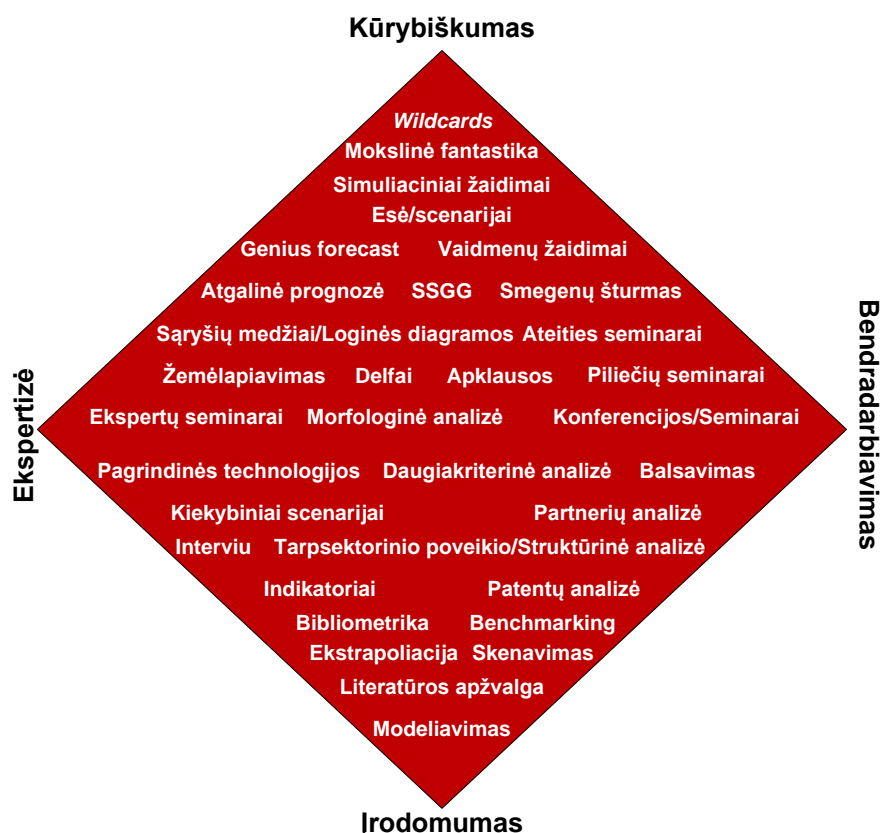 Kūrybiškumas
Wildcards
Mokslinė fantastika
Simuliaciniai žaidimai
Esė/scenarijai
Genius forecast Vaidmenų žaidimai
Atgalinė prognozė SSGG Smegenų šturmas
Sąryšių medžiai/Loginės diagramos Ateities seminarai
Žemėlapiavimas Delfai Apklausos Piliečių seminarai
Ekspertų seminarai Morfologinė analizė Konferencijos/Seminarai
Ekspertizė
Bendradarbiavimas
Pagrindinės technologijos Daugiakriterinė analizė Balsavimas
Kiekybiniai scenarijai Partnerių analizė
Interviu Tarpsektorinio poveikio/Struktūrinė analizė
Indikatoriai Patentų analizė
Bibliometrika Benchmarking
Ekstrapoliacija Skenavimas
Literatūros apžvalga
Modeliavimas
Irodomumas